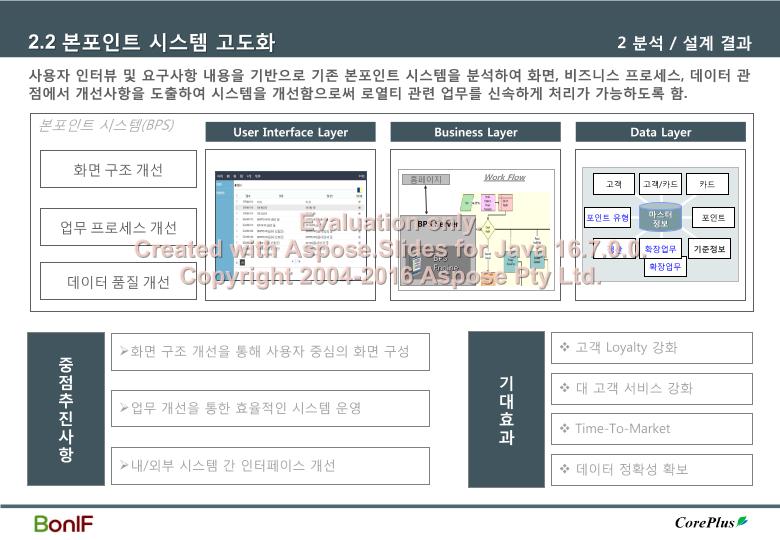 2.2 본포인트 시스템 고도화
2 분석 / 설계 결과
사용자 인터뷰 및 요구사항 내용을 기반으로 기존 본포인트 시스템을 분석하여 화면, 비즈니스 프로세스, 데이터 관
점에서 개선사항을 도출하여 시스템을 개선함으로써 로열티 관련 업무를 신속하게 처리가 가능하도록 함.
본포인트 시스템(BPS)
User Interface Layer
Business Layer
Data Layer
화면 구조 개선
업무 프로세스 개선
데이터 품질 개선
홈페이지
Work Flow
BPS
고객
고객/카드
카드
포인트 유형
마스터
정보
포인트
확장업무
기준정보
확장업무
Evaluation only.
Created with Aspose.Slides for Java 16.7.0.0.
Copyright 2004-2016 Aspose Pty Ltd.
중점추진사항
➢화면 구조 개선을 통해 사용자 중심의 화면 구성
➢업무 개선을 통한 효율적인 시스템 운영
➢내/외부 시스템 간 인터페이스 개선
기대효과
❖ 고객 Loyalty 강화
❖ 대 고객 서비스 강화
❖ Time-To-Market
❖ 데이터 정확성 확보
BonIF
CorePlus